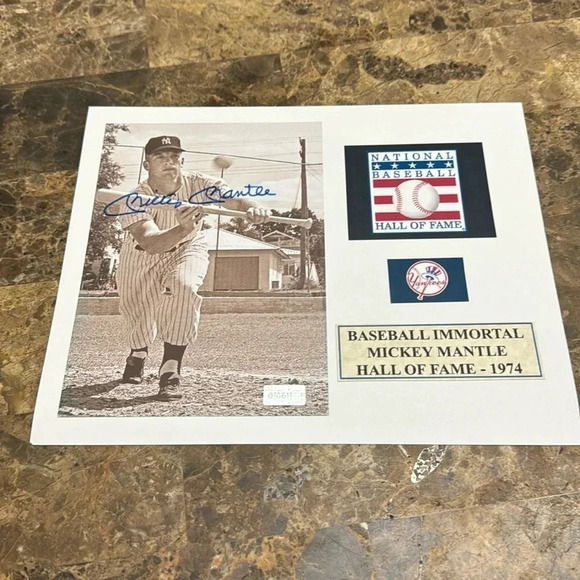 NY
Mickey Mantle
NATIONAL
BASEBALL
HALL OF FAME
Yankees
BASEBALL IMMORTAL
MICKEY MANTLE
HALL OF FAME - 1974